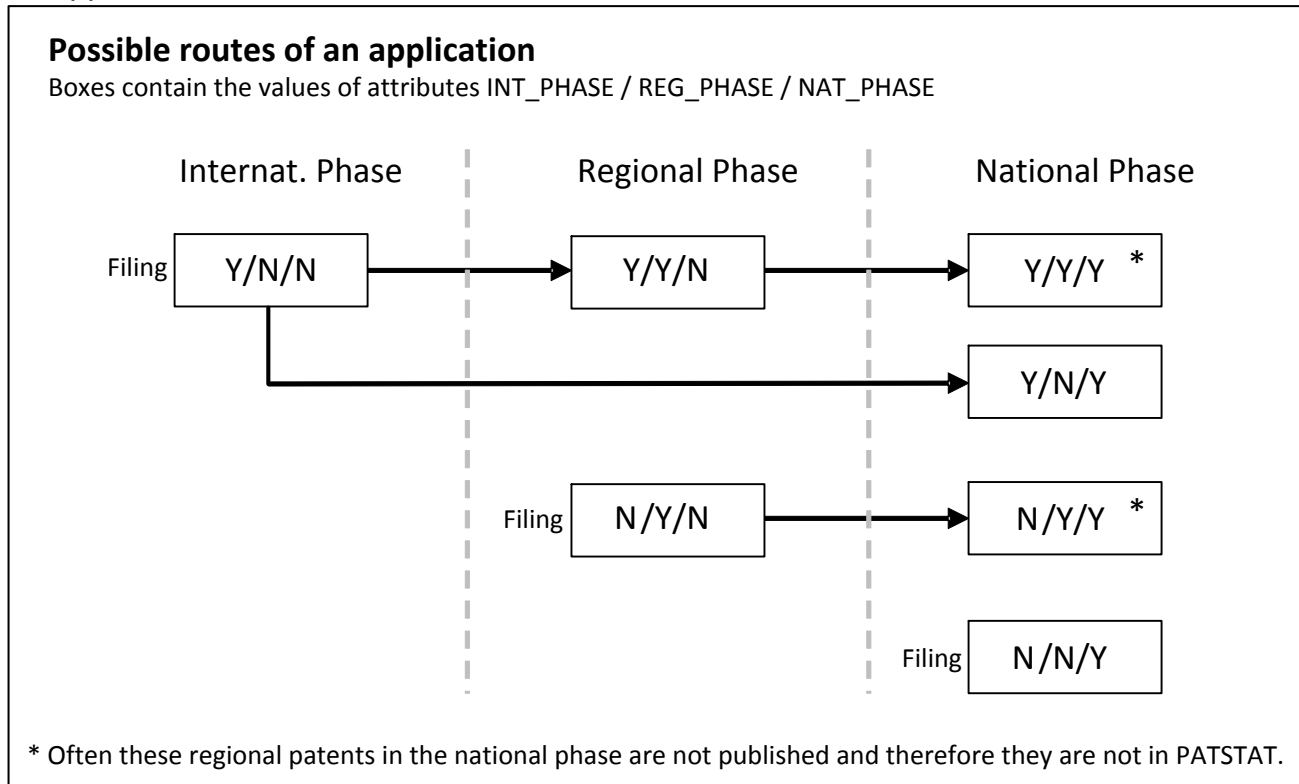 Possible routes of an application
Boxes contain the values of attributes INT_PHASE / REG_PHASE / NAT_PHASE
Internat. Phase
Regional Phase
National Phase
Filing
Y/N/N
Y/Y/N
Y/Y/Y *
Y/N/Y
Filing
N/Y/N
N/Y/Y *
Filing
N/N/Y
* Often these regional patents in the national phase are not published and therefore they are not in PATSTAT.